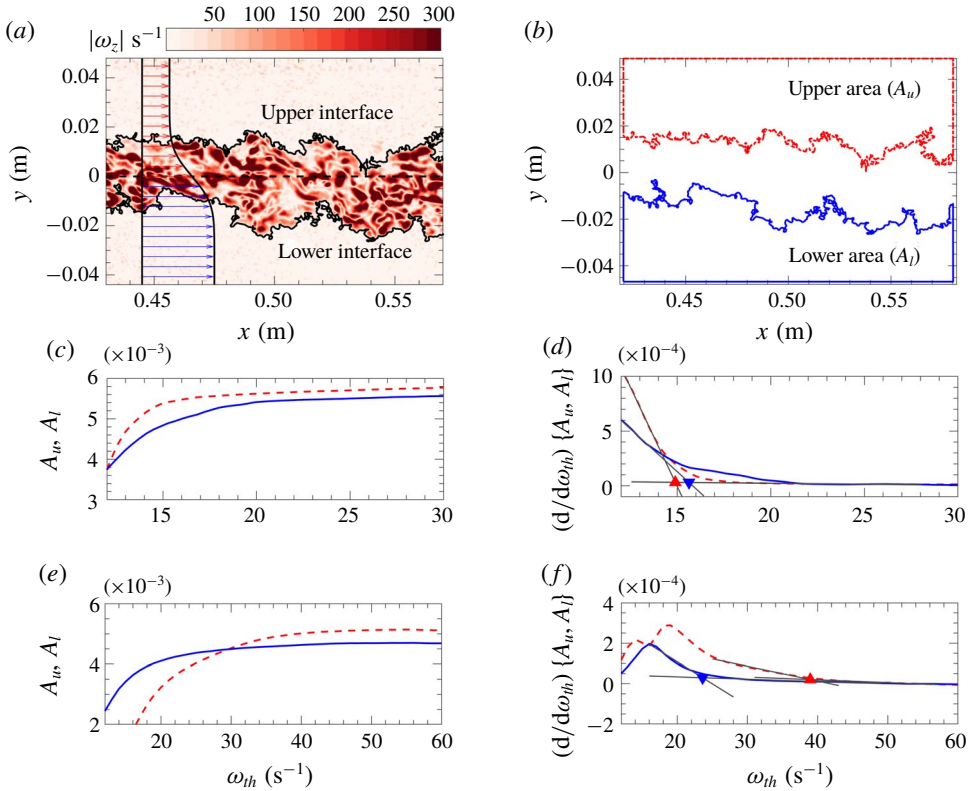 50 100 150 200 250 300
(a)
|ω_z| s⁻¹
0.04
0.02
0
−0.02
−0.04
y (m)
Upper interface
Lower interface
0.45 0.50 0.55
x (m)
(b)
0.04
0.02
0
−0.02
−0.04
y (m)
Upper area (A_u)
Lower area (A_l)
0.45 0.50 0.55
x (m)
(c)
(×10⁻³)
6
5
4
3
A_u, A_l
15 20 25 30
(d)
(×10⁻⁴)
10
5
0
(d/dω_th) {A_u, A_l}
15 20 25 30
(e)
(×10⁻³)
6
4
2
A_u, A_l
20 30 40 50 60
ω_th (s⁻¹)
(f)
(×10⁻⁴)
4
2
0
−2
(d/dω_th) {A_u, A_l}
20 30 40 50 60
ω_th (s⁻¹)